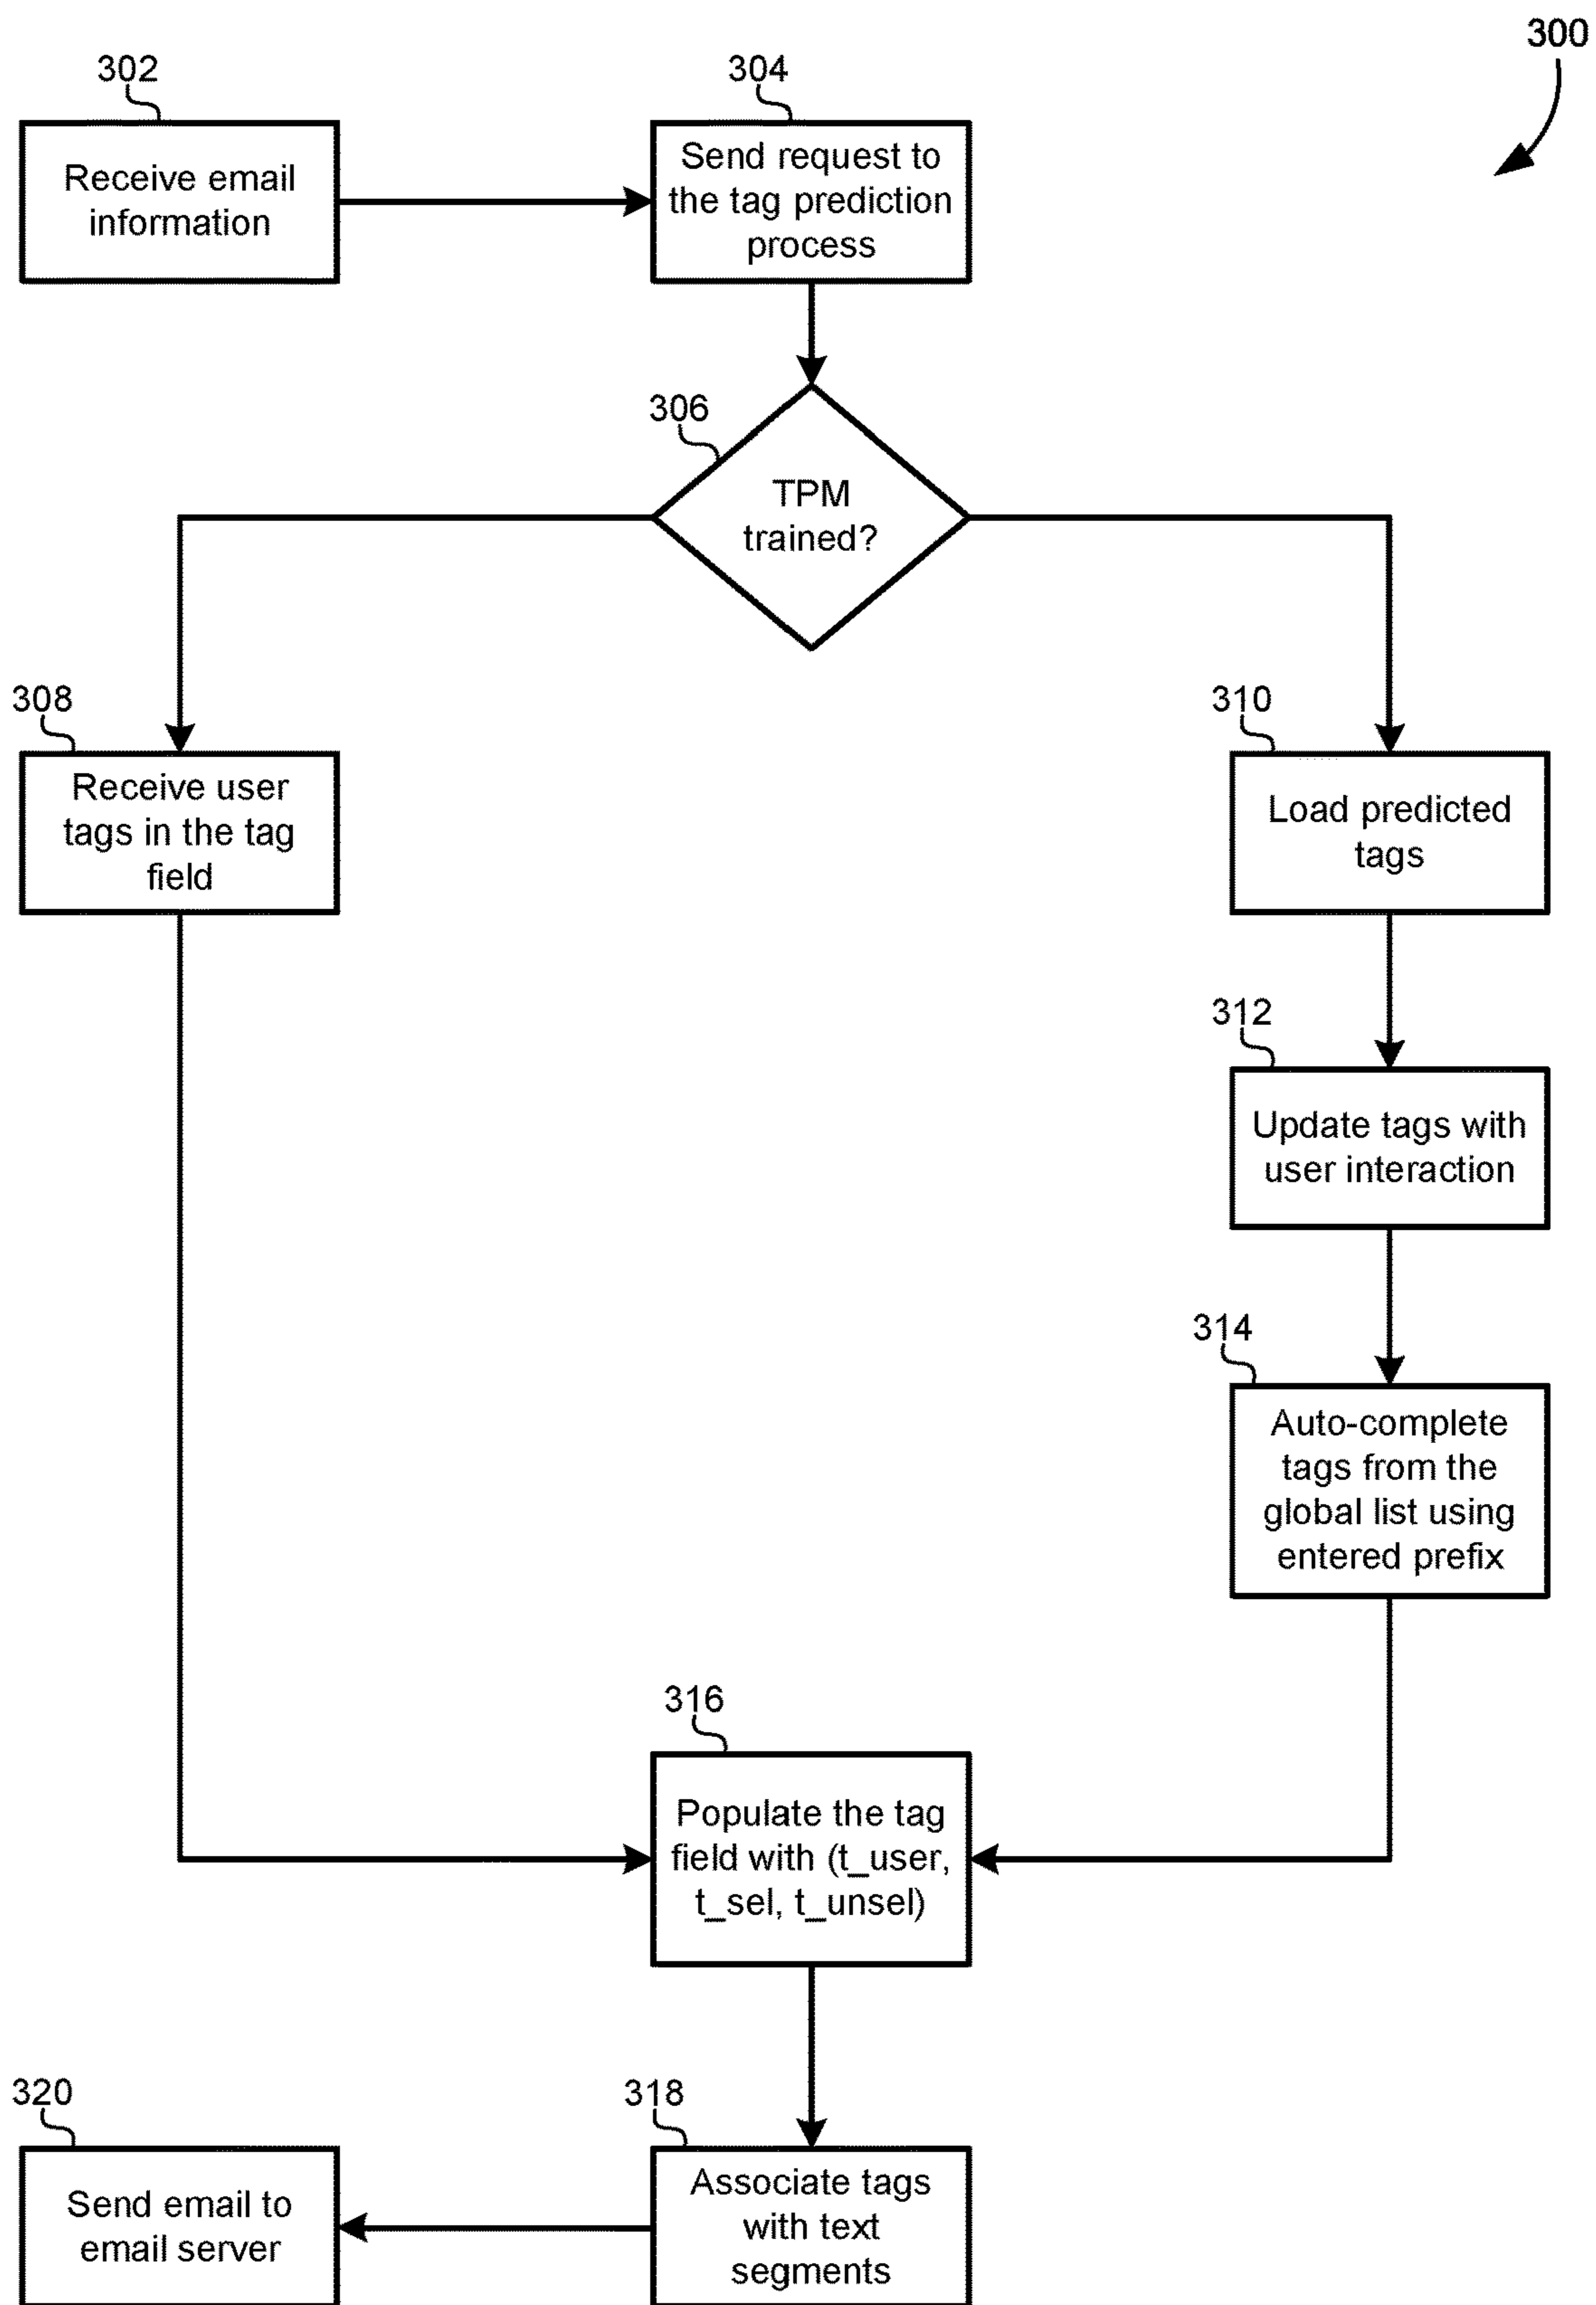 300
302
304
Receive email
information
Send request to
the tag prediction
process
306
TPM
trained?
308
310
Receive user
tags in the tag
field
Load predicted
tags
312
Update tags with
user interaction
314
Auto-complete
tags from the
global list using
entered prefix
316
Populate the tag
field with (t_user,
t_sel, t_unsel)
320
318
Send email to
email server
Associate tags
with text
segments